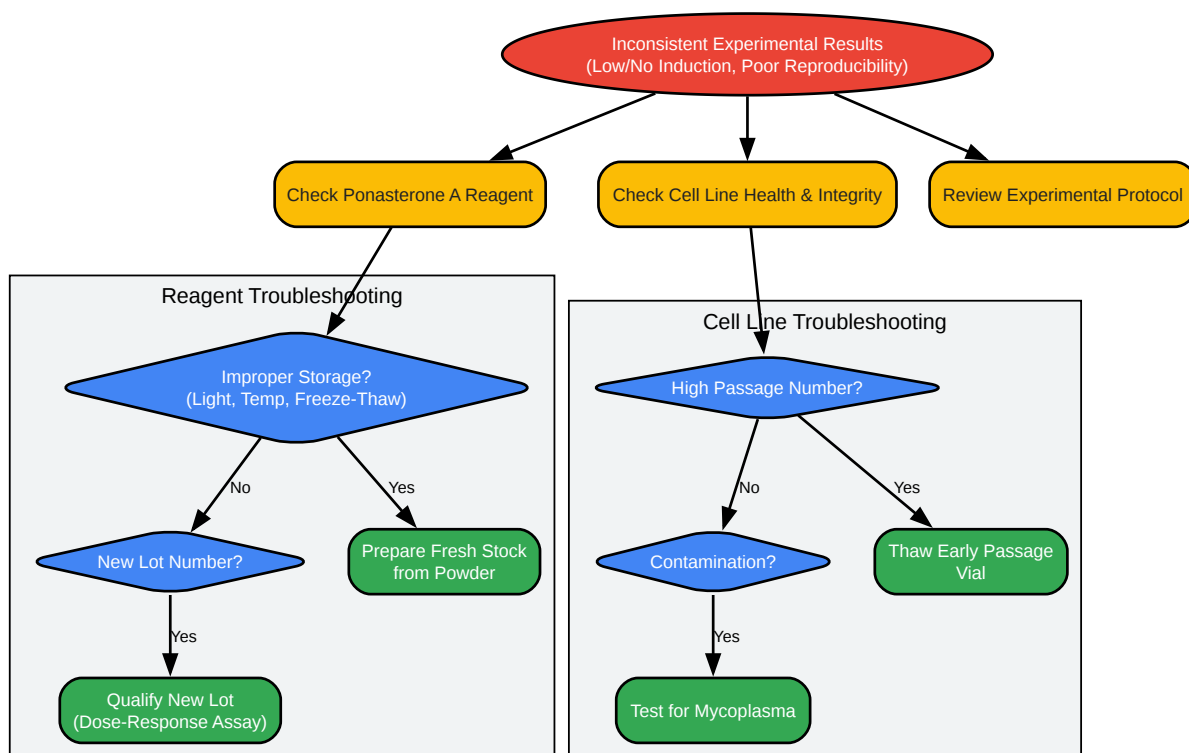 Inconsistent Experimental Results
(Low/No Induction, Poor Reproducibility)
Check Ponasterone A Reagent
Check Cell Line Health & Integrity
Review Experimental Protocol
Reagent Troubleshooting
Improper Storage?
(Light, Temp, Freeze-Thaw)
No
Yes
New Lot Number?
Prepare Fresh Stock
from Powder
Yes
Qualify New Lot
(Dose-Response Assay)
Cell Line Troubleshooting
High Passage Number?
No
Yes
Contamination?
Thaw Early Passage
Vial
Yes
Test for Mycoplasma